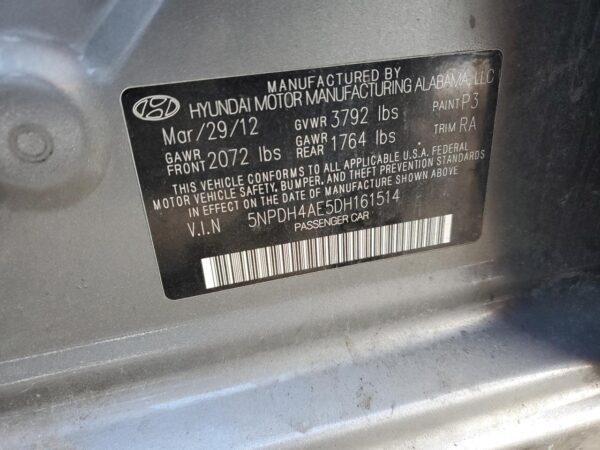 MANUFACTURED BY
HYUNDAI MOTOR MANUFACTURING ALABAMA, LLC
Mar/29/12 GVWR 3792 lbs PAINT P3
GAWR FRONT 2072 lbs GAWR REAR 1764 lbs TRIM RA
THIS VEHICLE CONFORMS TO ALL APPLICABLE U.S.A. FEDERAL
MOTOR VEHICLE SAFETY, BUMPER, AND THEFT PREVENTION STANDARDS
IN EFFECT ON THE DATE OF MANUFACTURE SHOWN ABOVE
V.I.N 5NPDH4AE5DH161514
PASSENGER CAR